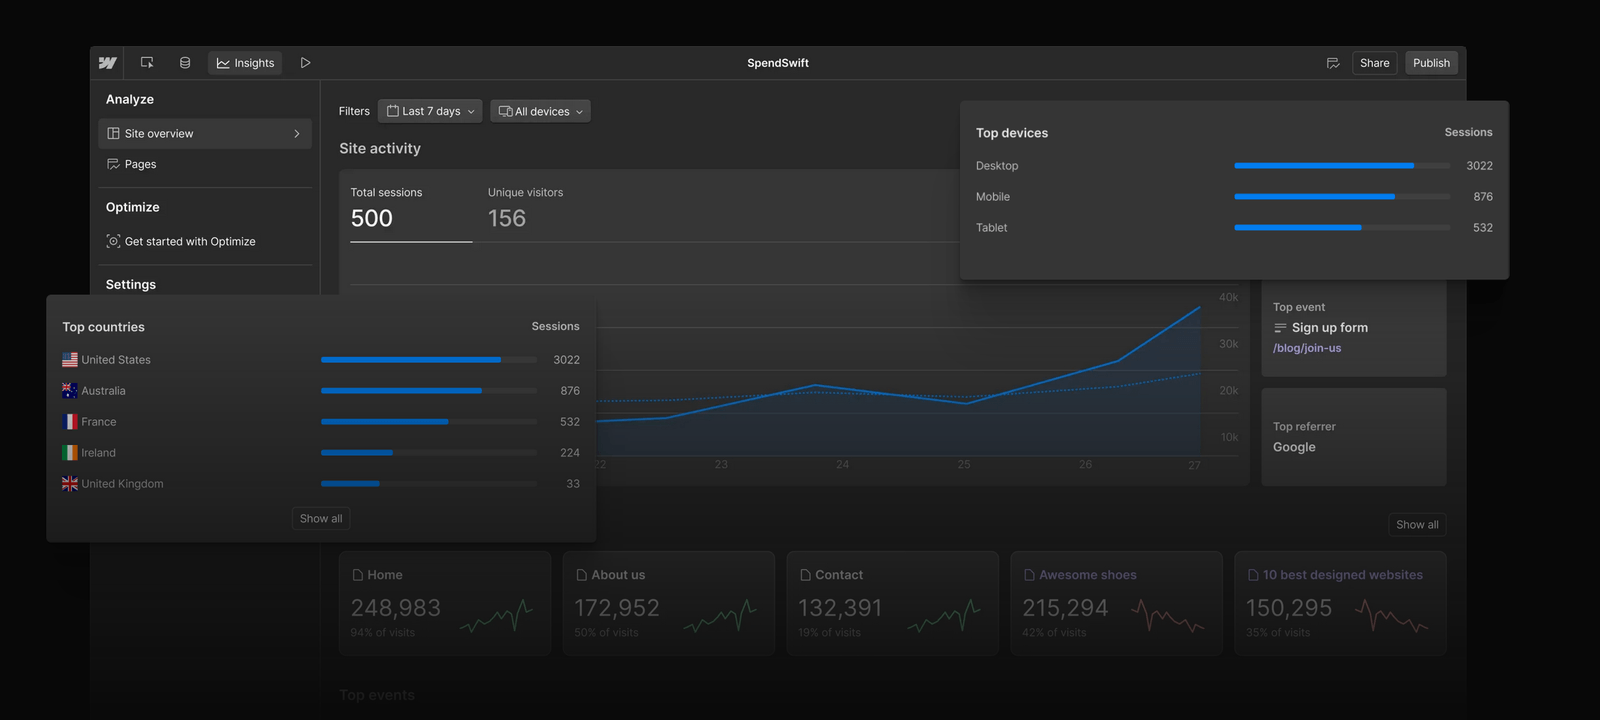 Insights
SpendSwift
Share
Publish
Analyze
Site overview
Pages
Optimize
Get started with Optimize
Settings
Filters
Last 7 days
All devices
Site activity
Total sessions
500
Unique visitors
156
Top devices Sessions
Desktop 3022
Mobile 876
Tablet 532
Top countries Sessions
United States 3022
Australia 876
France 532
Ireland 224
United Kingdom 33
Show all
40k
30k
20k
10k
22 23 24 25 26 27
Top event
Sign up form
/blog/join-us
Top referrer
Google
Show all
Home
248,983
94% of visits
About us
172,952
50% of visits
Contact
132,391
19% of visits
Awesome shoes
215,294
42% of visits
10 best designed websites
150,295
35% of visits
Top events